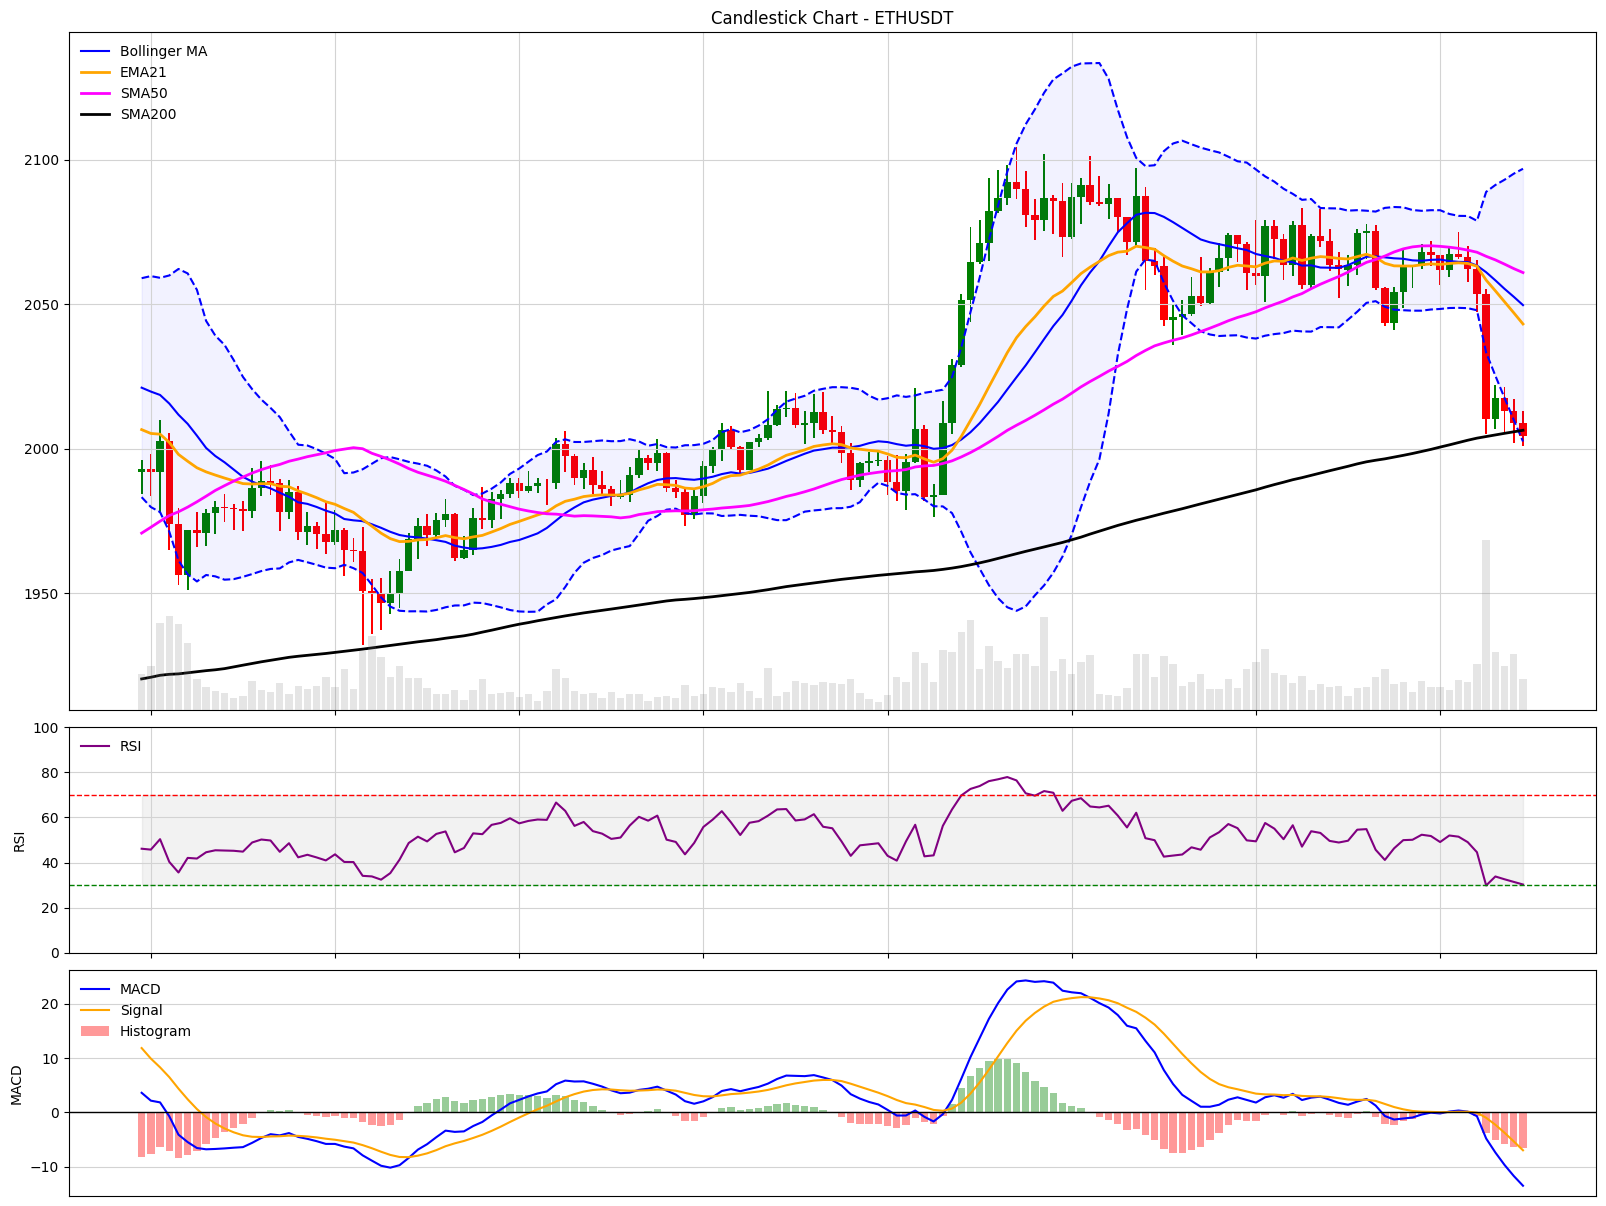 Candlestick Chart - ETHUSDT
Bollinger MA
EMA21
SMA50
SMA200
2100
2050
2000
1950
RSI
100
80
60
40
20
0
RSI
MACD
Signal
Histogram
20
10
0
−10
MACD